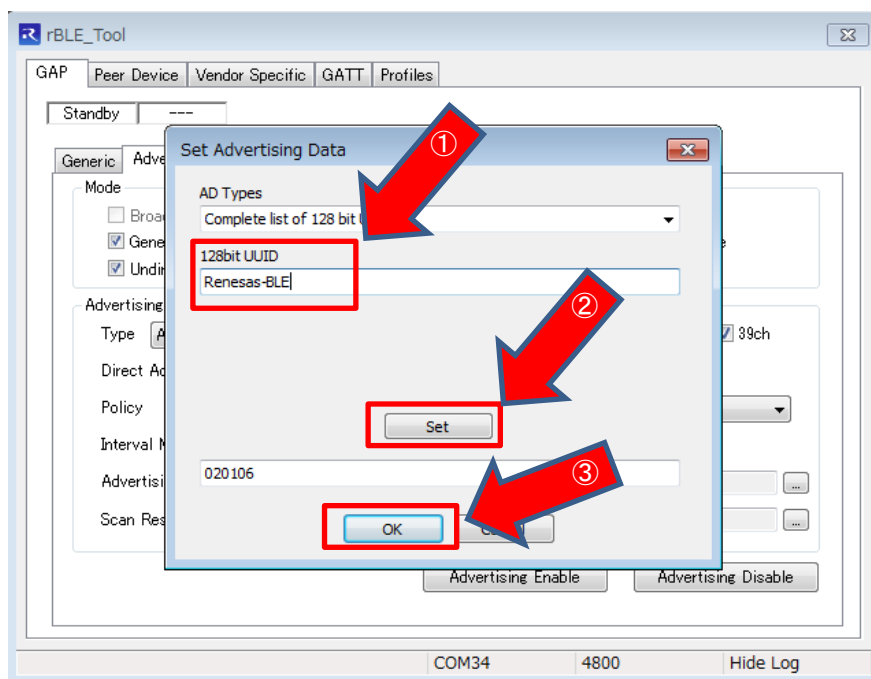 rBLE_Tool
GAP Peer Device Vendor Specific GATT Profiles
Standby ---
Generic
Set Advertising Data
①
Mode
AD Types
Complete list of 128 bit
128bit UUID
Renesas-BLE
②
Advertising
Type 39ch
Direct
Policy
Set
Interval
020106
③
Scan
OK
Advertising Enable Advertising Disable
COM34 4800 Hide Log